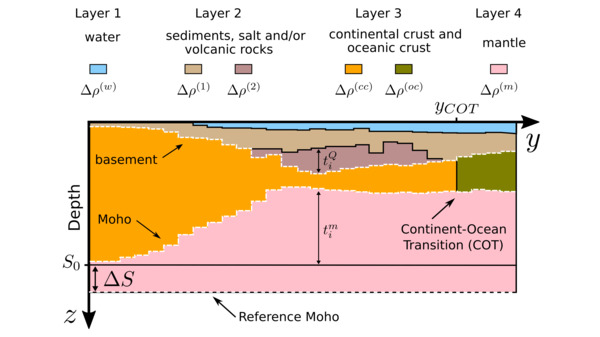 Layer 1
Layer 2
Layer 3
Layer 4
water
sediments, salt and/or
volcanic rocks
continental crust and
oceanic crust
mantle
Δρ^(w)
Δρ^(1)
Δρ^(2)
Δρ^(cc)
Δρ^(oc)
Δρ^(m)
y_COT
y
basement
t_i^Q
Depth
Moho
t_i^m
Continent-Ocean
Transition (COT)
S_0
ΔS
z
Reference Moho